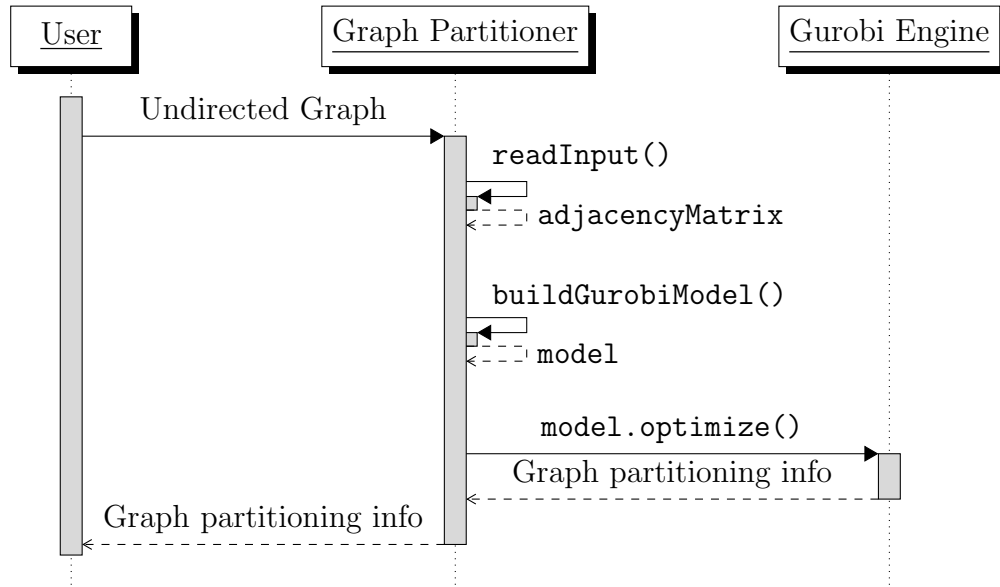 User
Graph Partitioner
Gurobi Engine
Undirected Graph
readInput()
adjacencyMatrix
buildGurobiModel()
model
model.optimize()
Graph partitioning info
Graph partitioning info